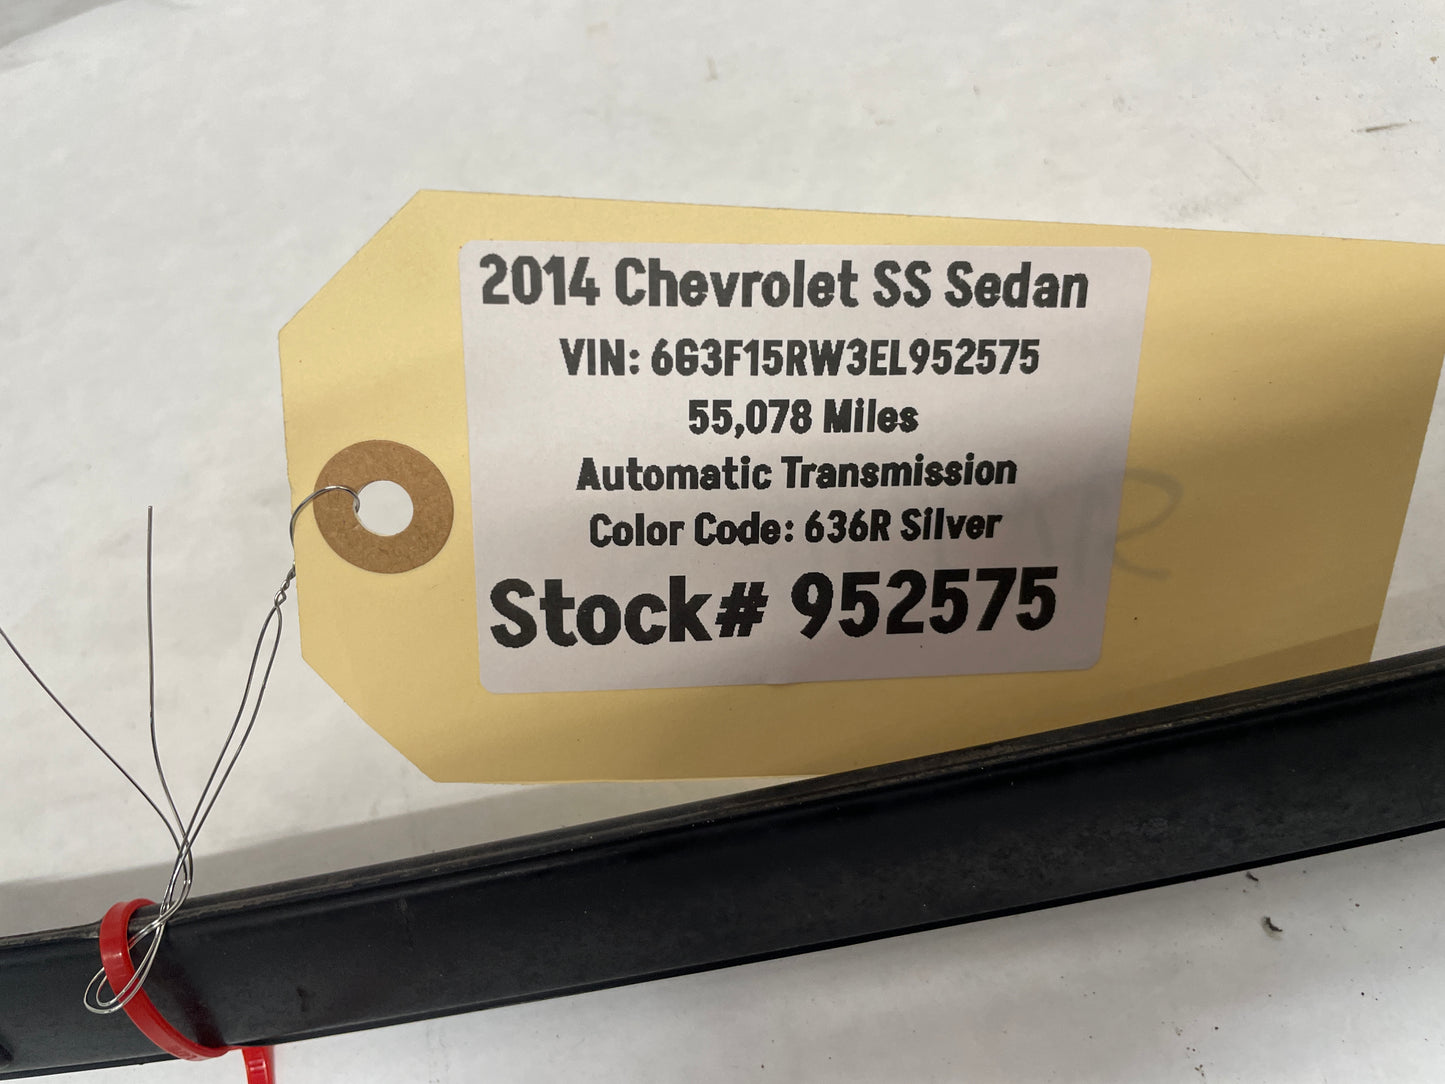 2014 Chevrolet SS Sedan
VIN: 6G3F15RW3EL952575
55,078 Miles
Automatic Transmission
Color Code: 636R Silver
Stock# 952575